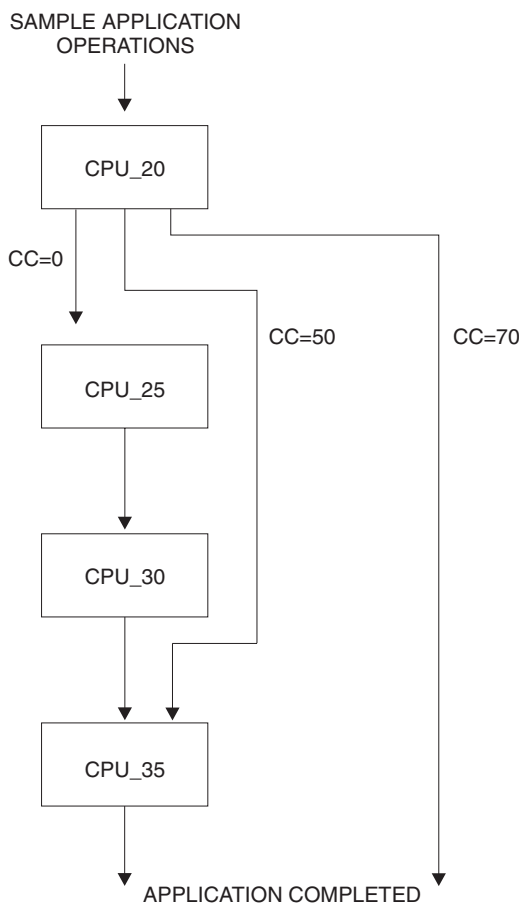 SAMPLE APPLICATION
OPERATIONS
CPU_20
CC=0
CC=50
CC=70
CPU_25
CPU_30
CPU_35
APPLICATION COMPLETED